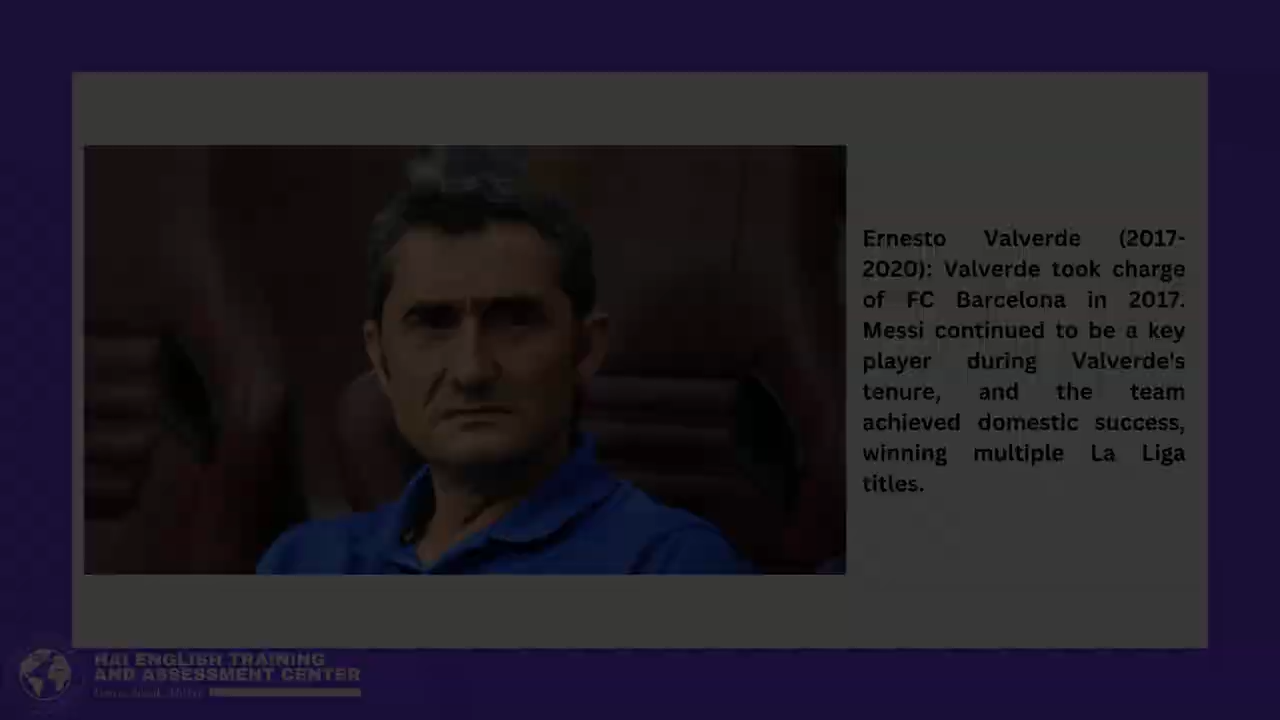 Ernesto Valverde (2017-
2020): Valverde took charge
of FC Barcelona in 2017.
Messi continued to be a key
player during Valverde's
tenure, and the team
achieved domestic success,
winning multiple La Liga
titles.
HAI ENGLISH TRAINING
AND ASSESSMENT CENTER